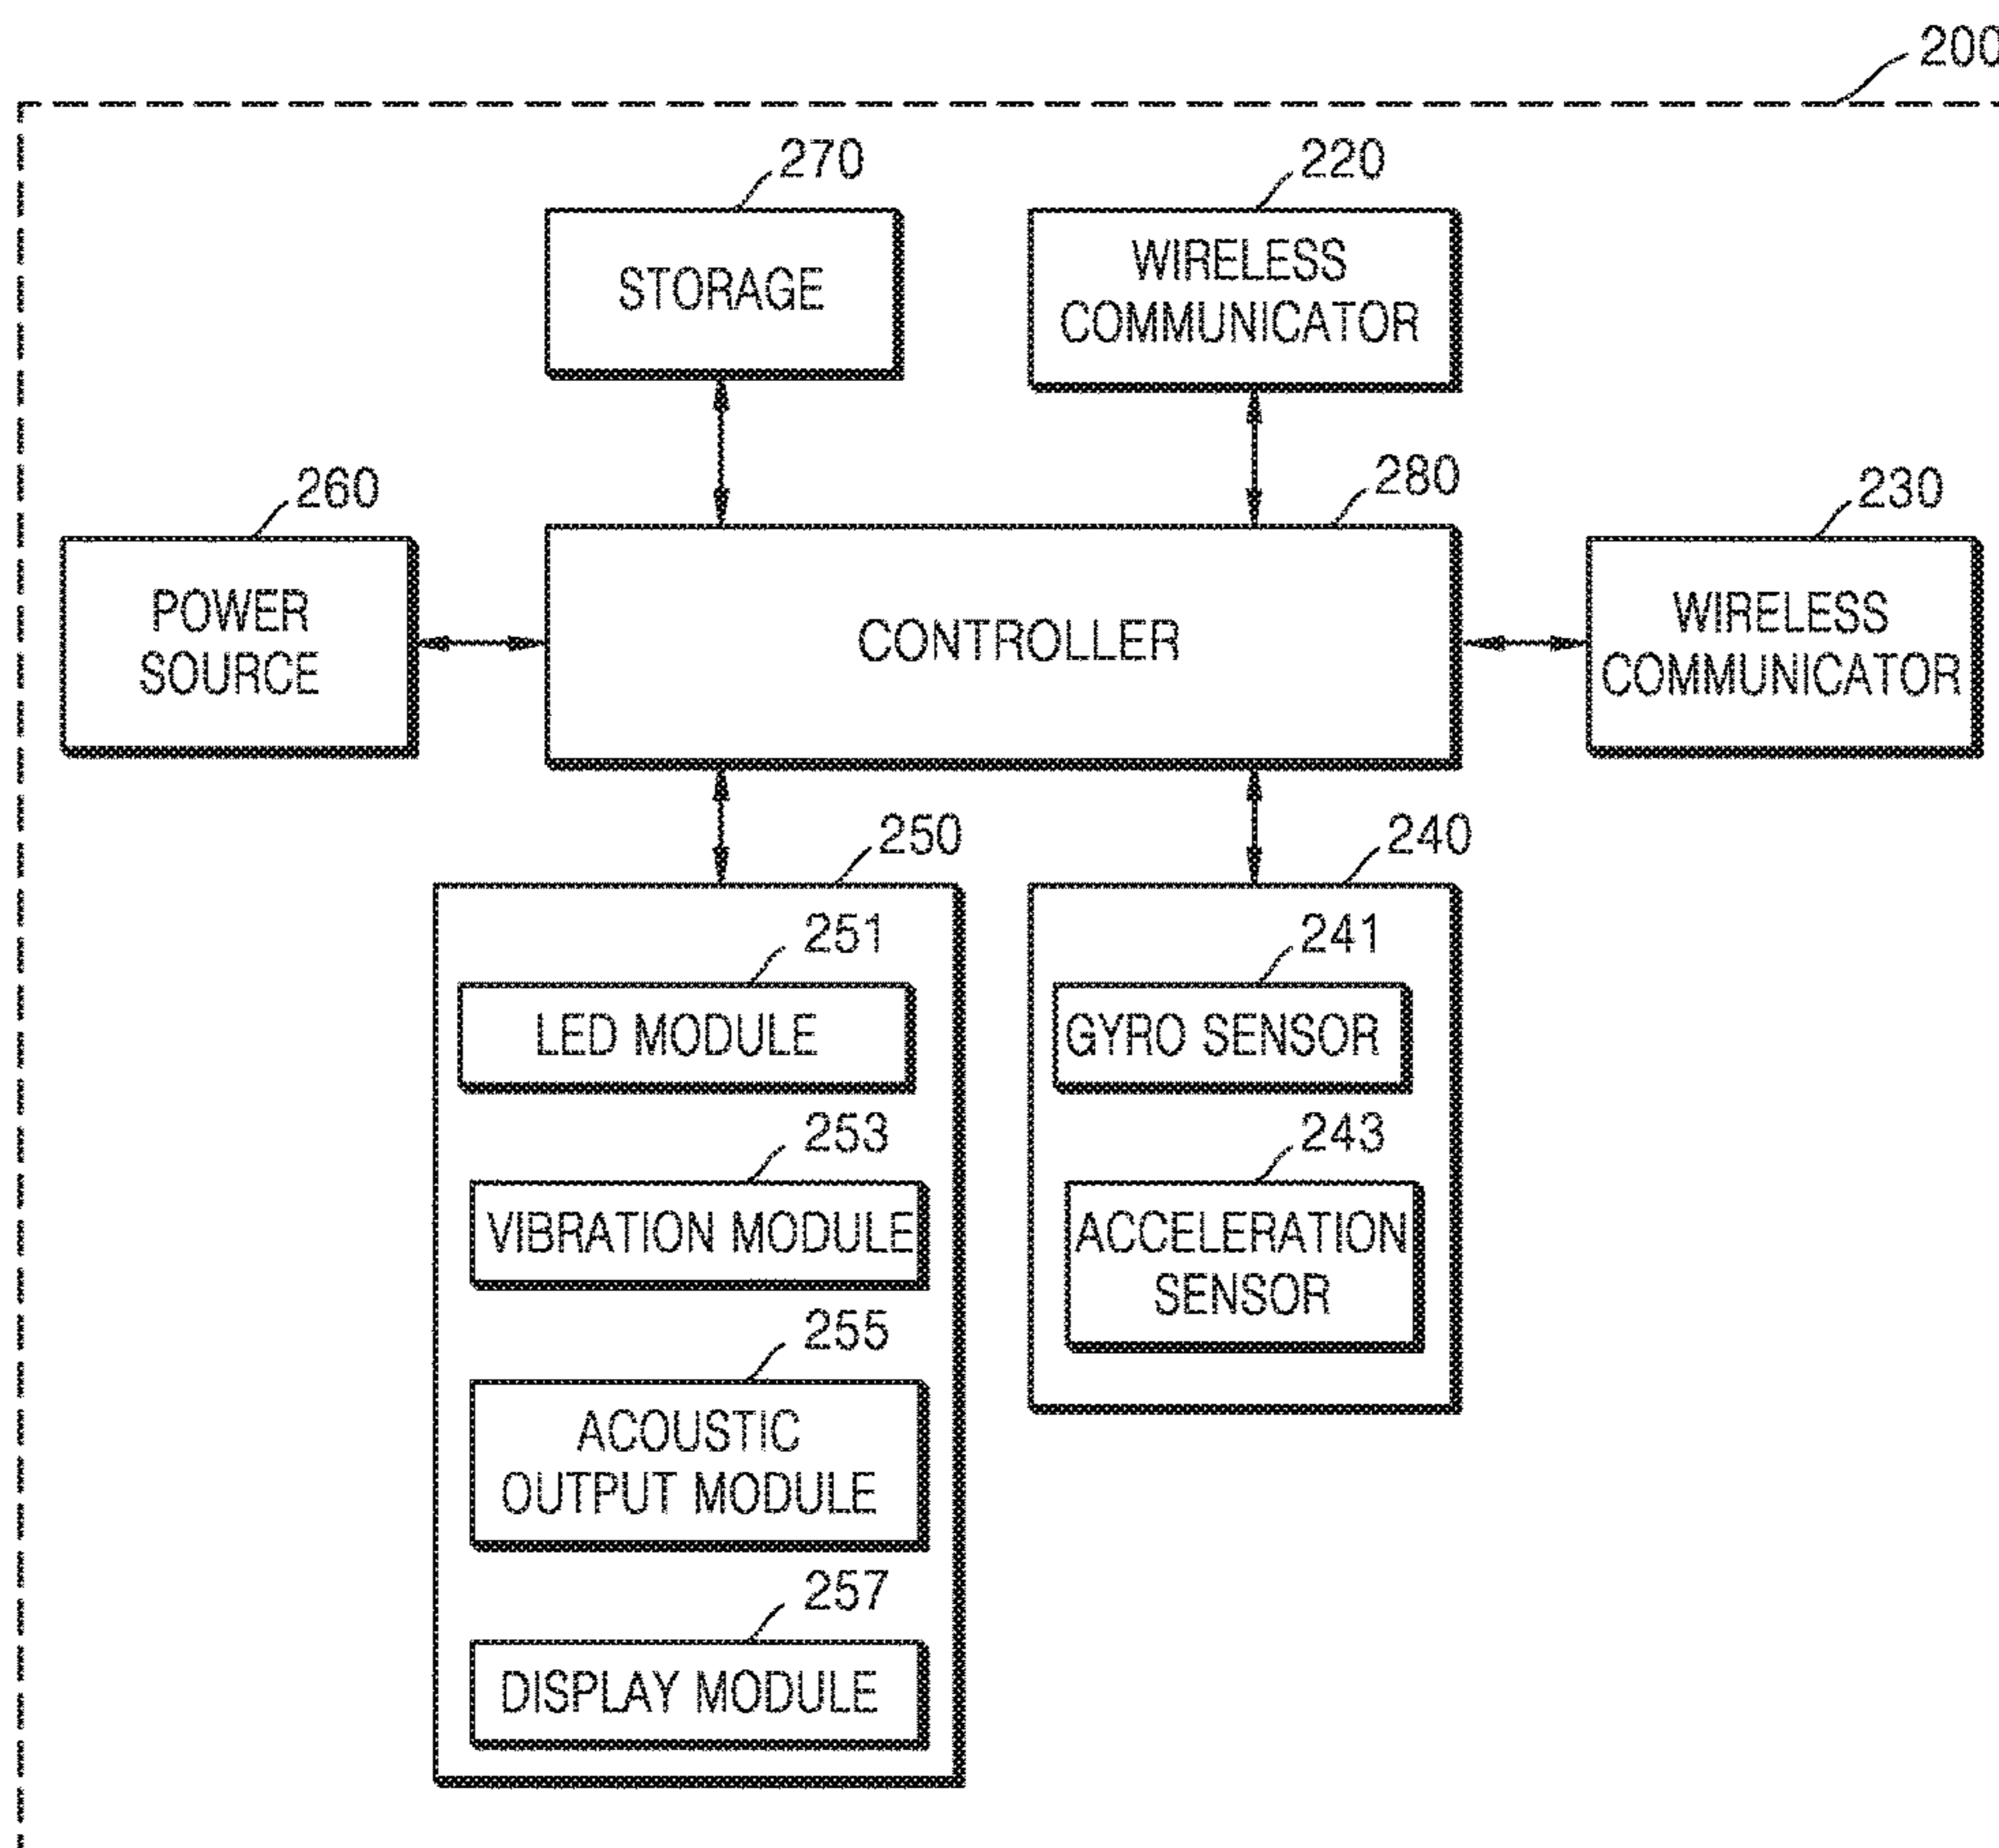 200
270
220
STORAGE
WIRELESS
COMMUNICATOR
260
280
230
POWER
SOURCE
CONTROLLER
WIRELESS
COMMUNICATOR
250
240
251
241
LED MODULE
GYRO SENSOR
253
243
VIBRATION MODULE
ACCELERATION
SENSOR
255
ACOUSTIC
OUTPUT MODULE
257
DISPLAY MODULE